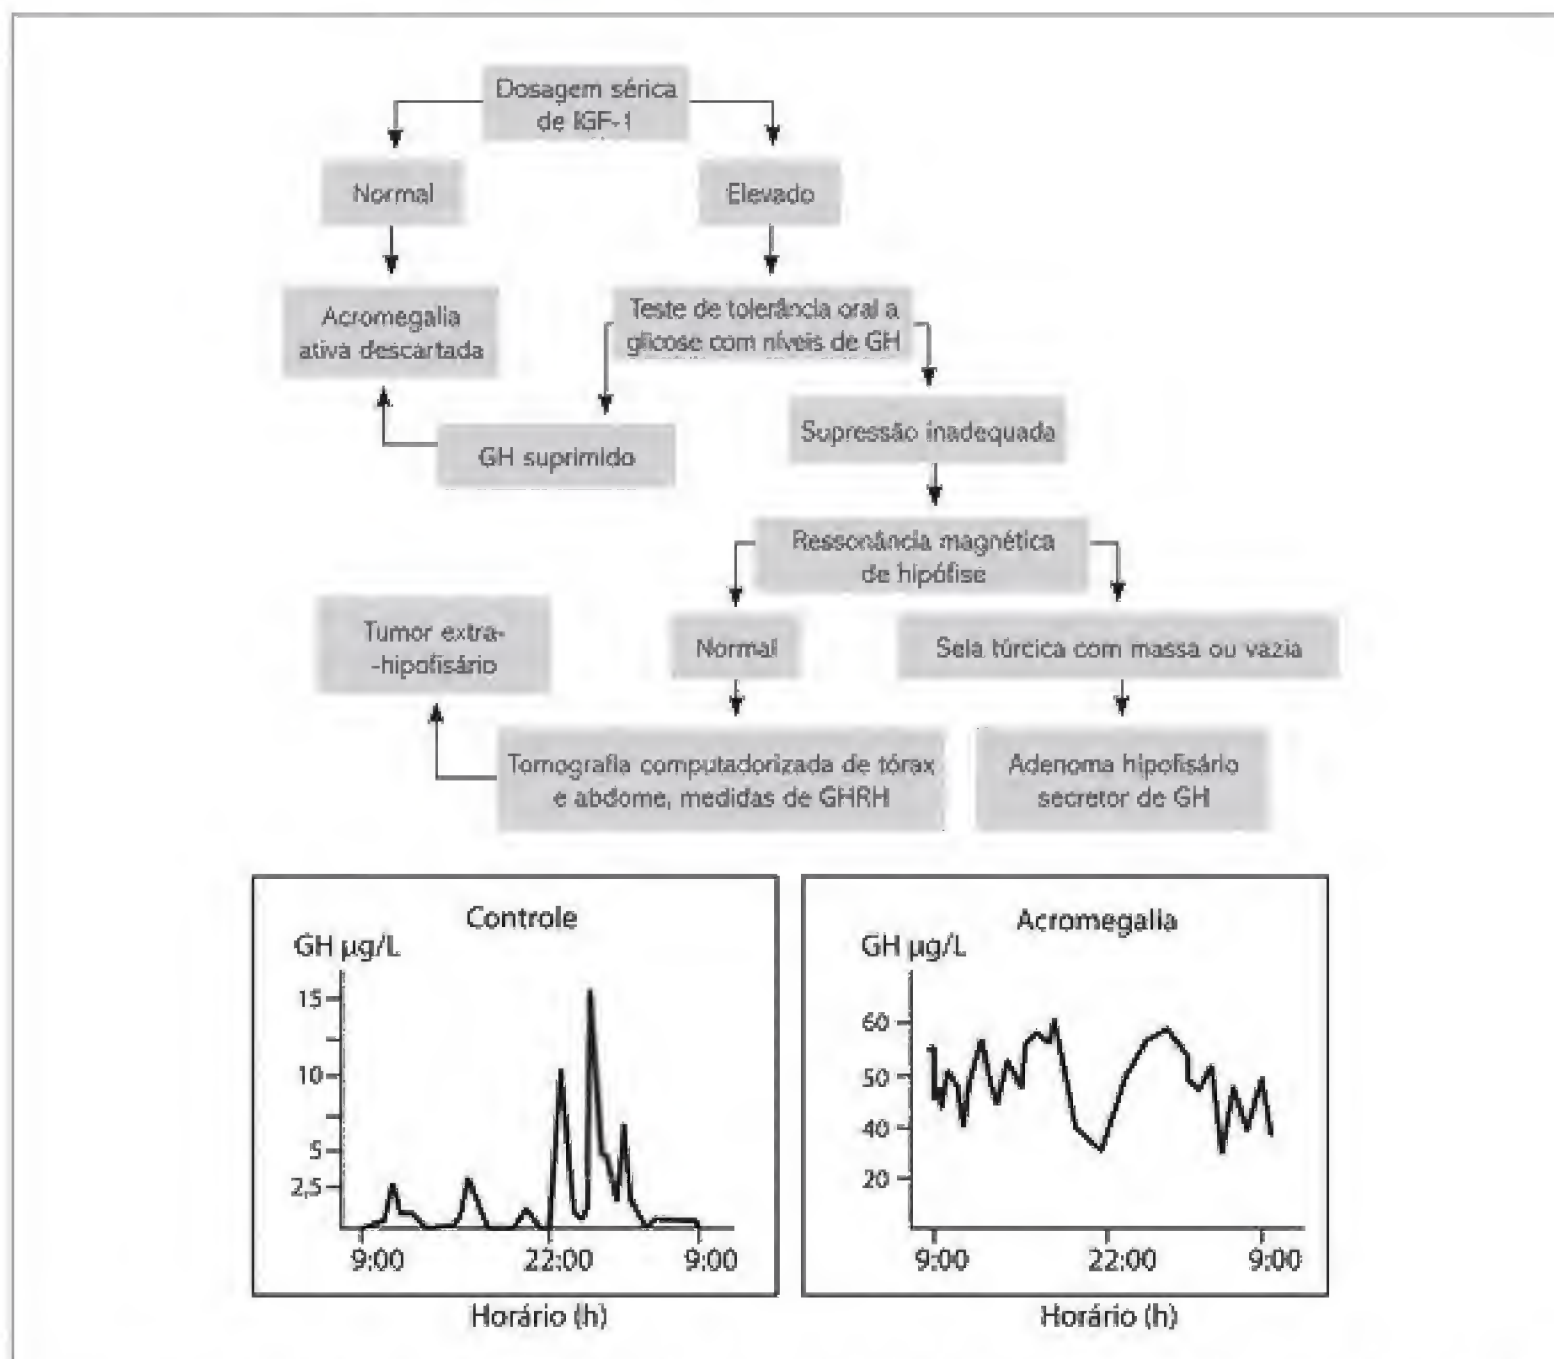 Dosagem sérica
de IGF-1
Normal
Elevado
Acromegalia
ativa descartada
Teste de tolerância oral a
glicose com níveis de GH
GH suprimido
Supressão inadequada
Ressonância magnética
de hipófise
Tumor extra-
-hipofisário
Normal
Sela túrcica com massa ou vazia
Tomografia computadorizada de tórax
e abdome, medidas de GHRH
Adenoma hipofisário
secretor de GH
Controle
GH µg/L
15
10
5
2,5
9:00 22:00 9:00
Horário (h)
Acromegalia
GH µg/L
60
50
40
20
9:00 22:00 9:00
Horário (h)